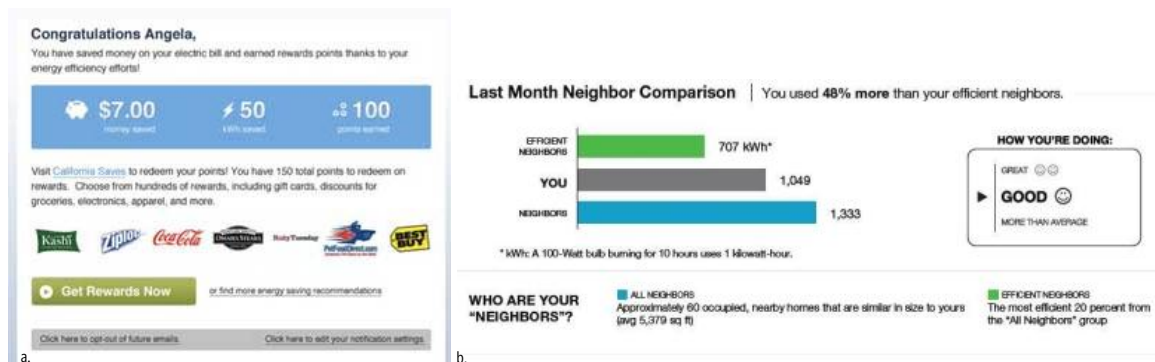 Congratulations Angela,
You have saved money on your electric bill and earned rewards points thanks to your
energy efficiency efforts!
$7.00
money saved
50
kWh saved
100
points earned
Visit California Saves to redeem your points! You have 150 total points to redeem on
rewards. Choose from hundreds of rewards, including gift cards, discounts for
groceries, electronics, apparel, and more.
Kashi
Ziploc
Coca-Cola
Omaha Steaks
Ruby Tuesday
PetFoodDirect.com
BEST BUY
Get Rewards Now
or find more energy saving recommendations
Click here to opt-out of future emails.
Click here to edit your notification settings.
a.
Last Month Neighbor Comparison
You used 48% more than your efficient neighbors.
EFFICIENT
NEIGHBORS
707 kWh*
YOU
1,049
NEIGHBORS
1,333
* kWh: A 100-Watt bulb burning for 10 hours uses 1 kilowatt-hour.
HOW YOU'RE DOING:
GREAT
GOOD
MORE THAN AVERAGE
WHO ARE YOUR
"NEIGHBORS"?
ALL NEIGHBORS
Approximately 60 occupied, nearby homes that are similar in size to yours
(avg 5,379 sq ft)
EFFICIENT NEIGHBORS
The most efficient 20 percent from
the "All Neighbors" group
b.